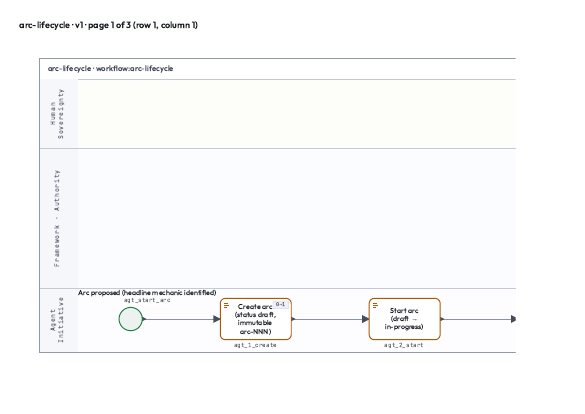 arc-lifecycle · v1 · page 1 of 3 (row 1, column 1)
arc-lifecycle · workflow:arc-lifecycle
Human
Sovereignty
Framework · Authority
Agent
Initiative
Arc proposed (headline mechanic identified)
agt_start_arc
0-1
Create arc
(status draft,
immutable
arc-NNN)
agt_1_create
Start arc
(draft →
in-progress)
agt_2_start